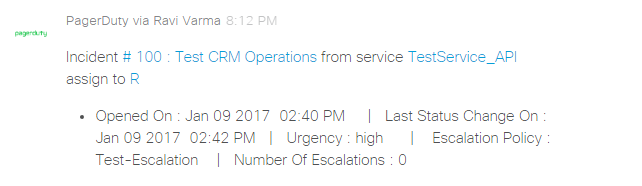 PagerDuty via Ravi Varma 8:12 PM
pagerduty
Incident # 100 : Test CRM Operations from service TestService_API
assign to R
• Opened On : Jan 09 2017 02:40 PM | Last Status Change On :
Jan 09 2017 02:42 PM | Urgency : high | Escalation Policy :
Test-Escalation | Number Of Escalations : 0